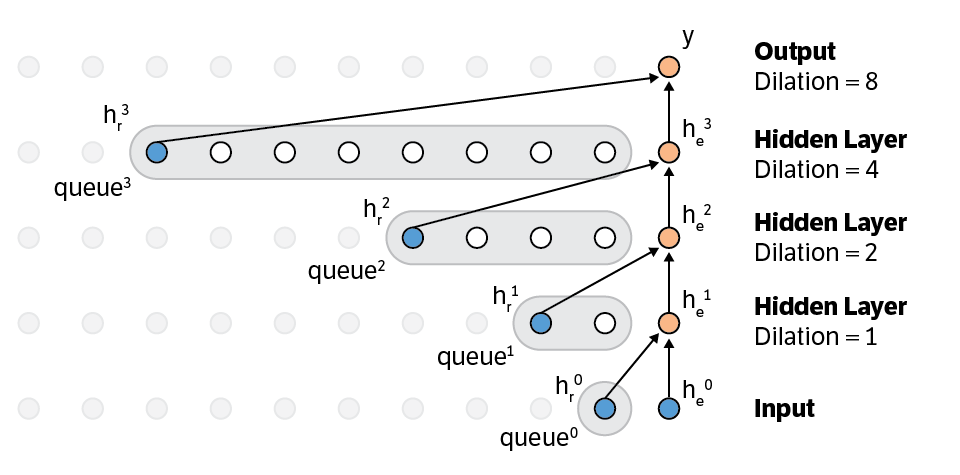 y
Output
Dilation = 8
h_r^3
h_e^3
Hidden Layer
Dilation = 4
queue^3
h_r^2
h_e^2
Hidden Layer
Dilation = 2
queue^2
h_r^1
h_e^1
Hidden Layer
Dilation = 1
queue^1
h_r^0
h_e^0
Input
queue^0